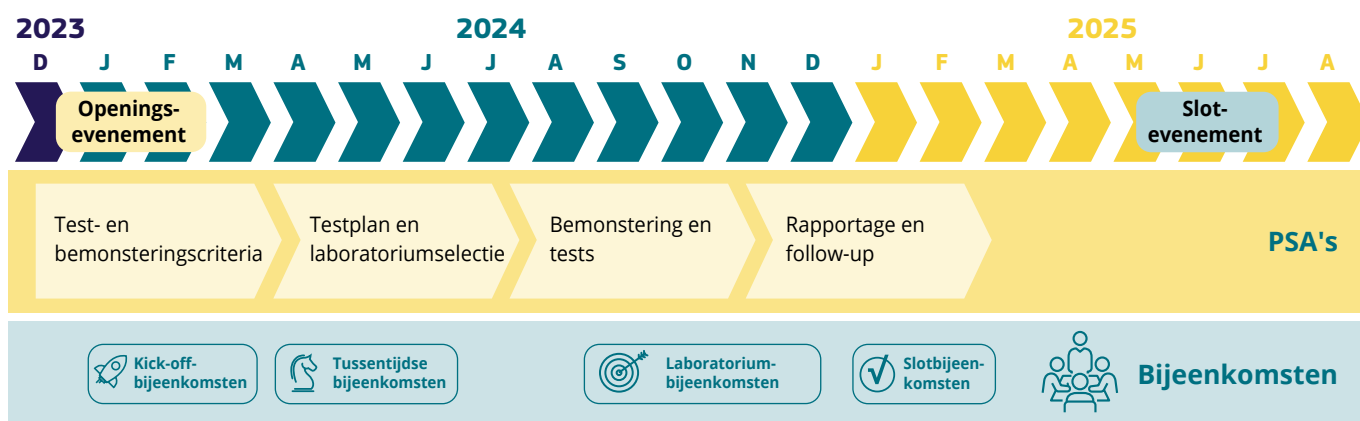 2023 2024 2025
D J F M A M J J A S O N D J F M A M J J A
Openings-
evenement
Slot-
evenement
Test- en
bemonsteringscriteria
Testplan en
laboratoriumselectie
Bemonstering en
tests
Rapportage en
follow-up
PSA's
Kick-off-
bijeenkomsten
Tussentijdse
bijeenkomsten
Laboratorium-
bijeenkomsten
Slotbijeen-
komsten
Bijeenkomsten